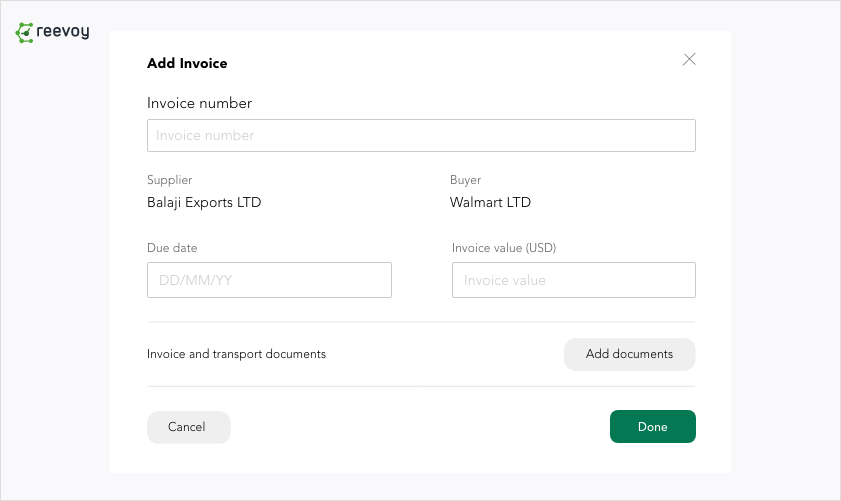 reevoy
Add Invoice
Invoice number
Invoice number
Supplier
Buyer
Balaji Exports LTD
Walmart LTD
Due date
Invoice value (USD)
DD/MM/YY
Invoice value
Invoice and transport documents
Add documents
Cancel
Done